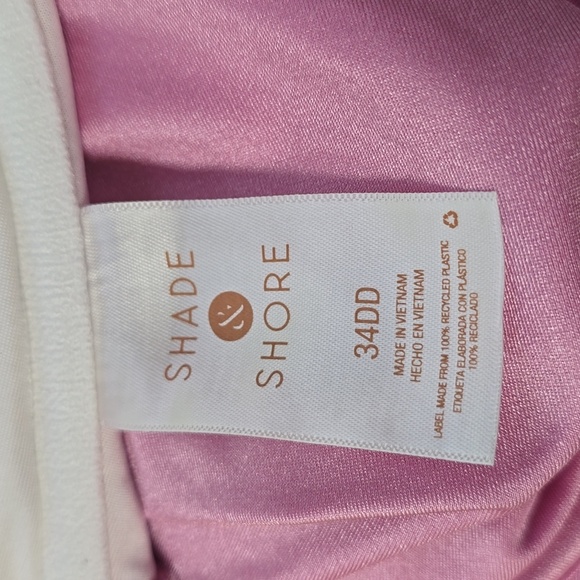 SHADE
&
SHORE
34DD
MADE IN VIETNAM
HECHO EN VIETNAM
LABEL MADE FROM 100% RECYCLED PLASTIC
ETIQUETA ELABORADA CON PLÁSTICO
100% RECICLADO